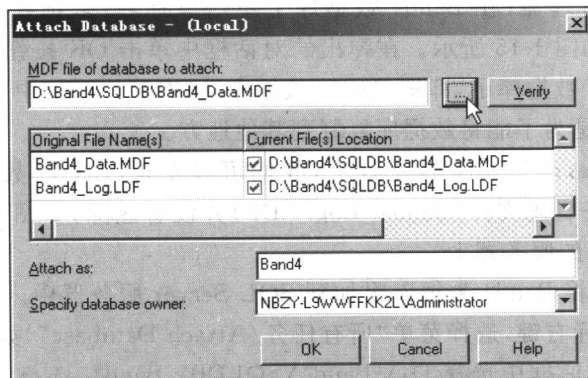 Attach Database - (local)
MDF file of database to attach:
D:\Band4\SQLDB\Band4_Data.MDF
...
Verify
Original File Name(s) Current File(s) Location
Band4_Data.MDF D:\Band4\SQLDB\Band4_Data.MDF
Band4_Log.LDF D:\Band4\SQLDB\Band4_Log.LDF
Attach as: Band4
Specify database owner: NBZY-L9WWFFKK2L\Administrator
OK Cancel Help